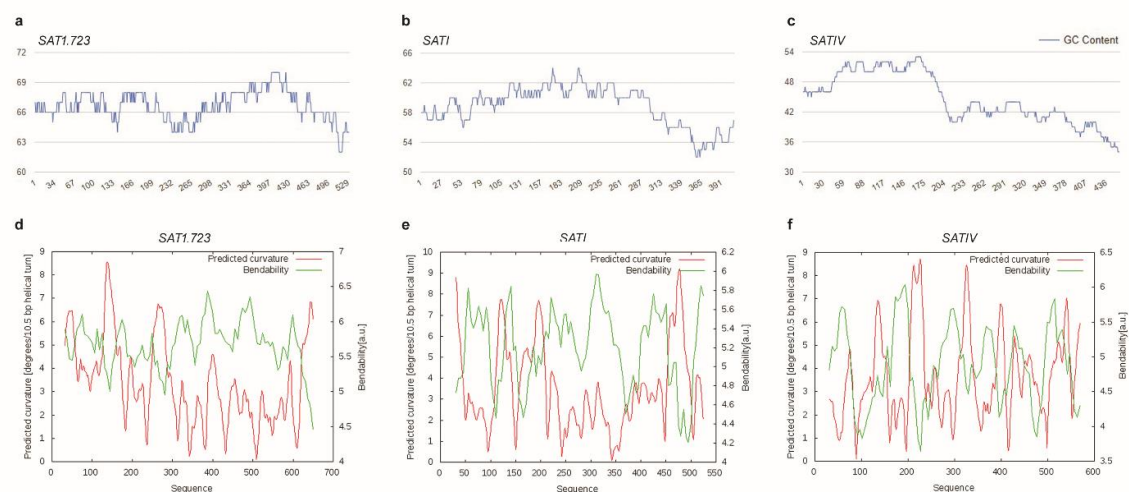 a
SAT1.723
72
69
66
63
60
1 34 67 100 133 166 199 232 265 298 331 364 397 430 463 496 529
b
SATI
66
62
58
54
50
1 27 53 79 105 131 157 183 209 235 261 287 313 339 365 391
c
SATIV
GC Content
54
48
42
36
30
1 30 59 88 117 146 175 204 233 262 291 320 349 378 407 436
d
SAT1.723
Predicted curvature
Bendability
Predicted curvature [degrees/10.5 bp helical turn]
9
8
7
6
5
4
3
2
1
0
7
6.5
6
5.5
5
4.5
4
Bendability[a.u.]
0 100 200 300 400 500 600 700
Sequence
e
SATI
Predicted curvature
Bendability
Predicted curvature [degrees/10.5 bp helical turn]
10
9
8
7
6
5
4
3
2
1
0
6.2
6
5.8
5.6
5.4
5.2
5
4.8
4.6
4.4
4.2
4
Bendability[a.u.]
0 50 100 150 200 250 300 350 400 450 500 550
Sequence
f
SATIV
Predicted curvature
Bendability
Predicted curvature [degrees/10.5 bp helical turn]
9
8
7
6
5
4
3
2
1
0
6.5
6
5.5
5
4.5
4
3.5
Bendability[a.u.]
0 100 200 300 400 500 600
Sequence